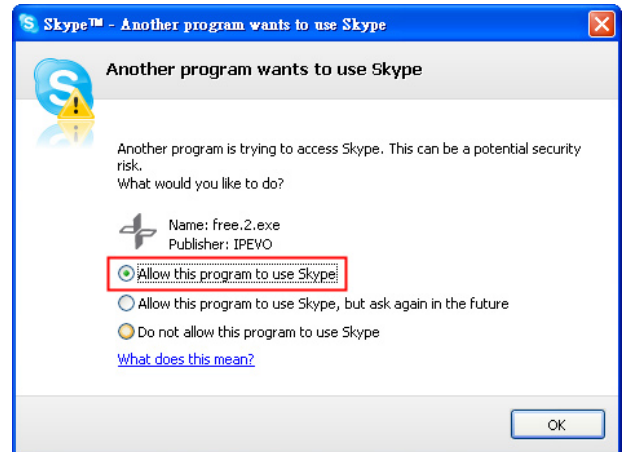 Skype™ - Another program wants to use Skype
Another program wants to use Skype
Another program is trying to access Skype. This can be a potential security
risk.
What would you like to do?
Name: free.2.exe
Publisher: IPEVO
Allow this program to use Skype
Allow this program to use Skype, but ask again in the future
Do not allow this program to use Skype
What does this mean?
OK